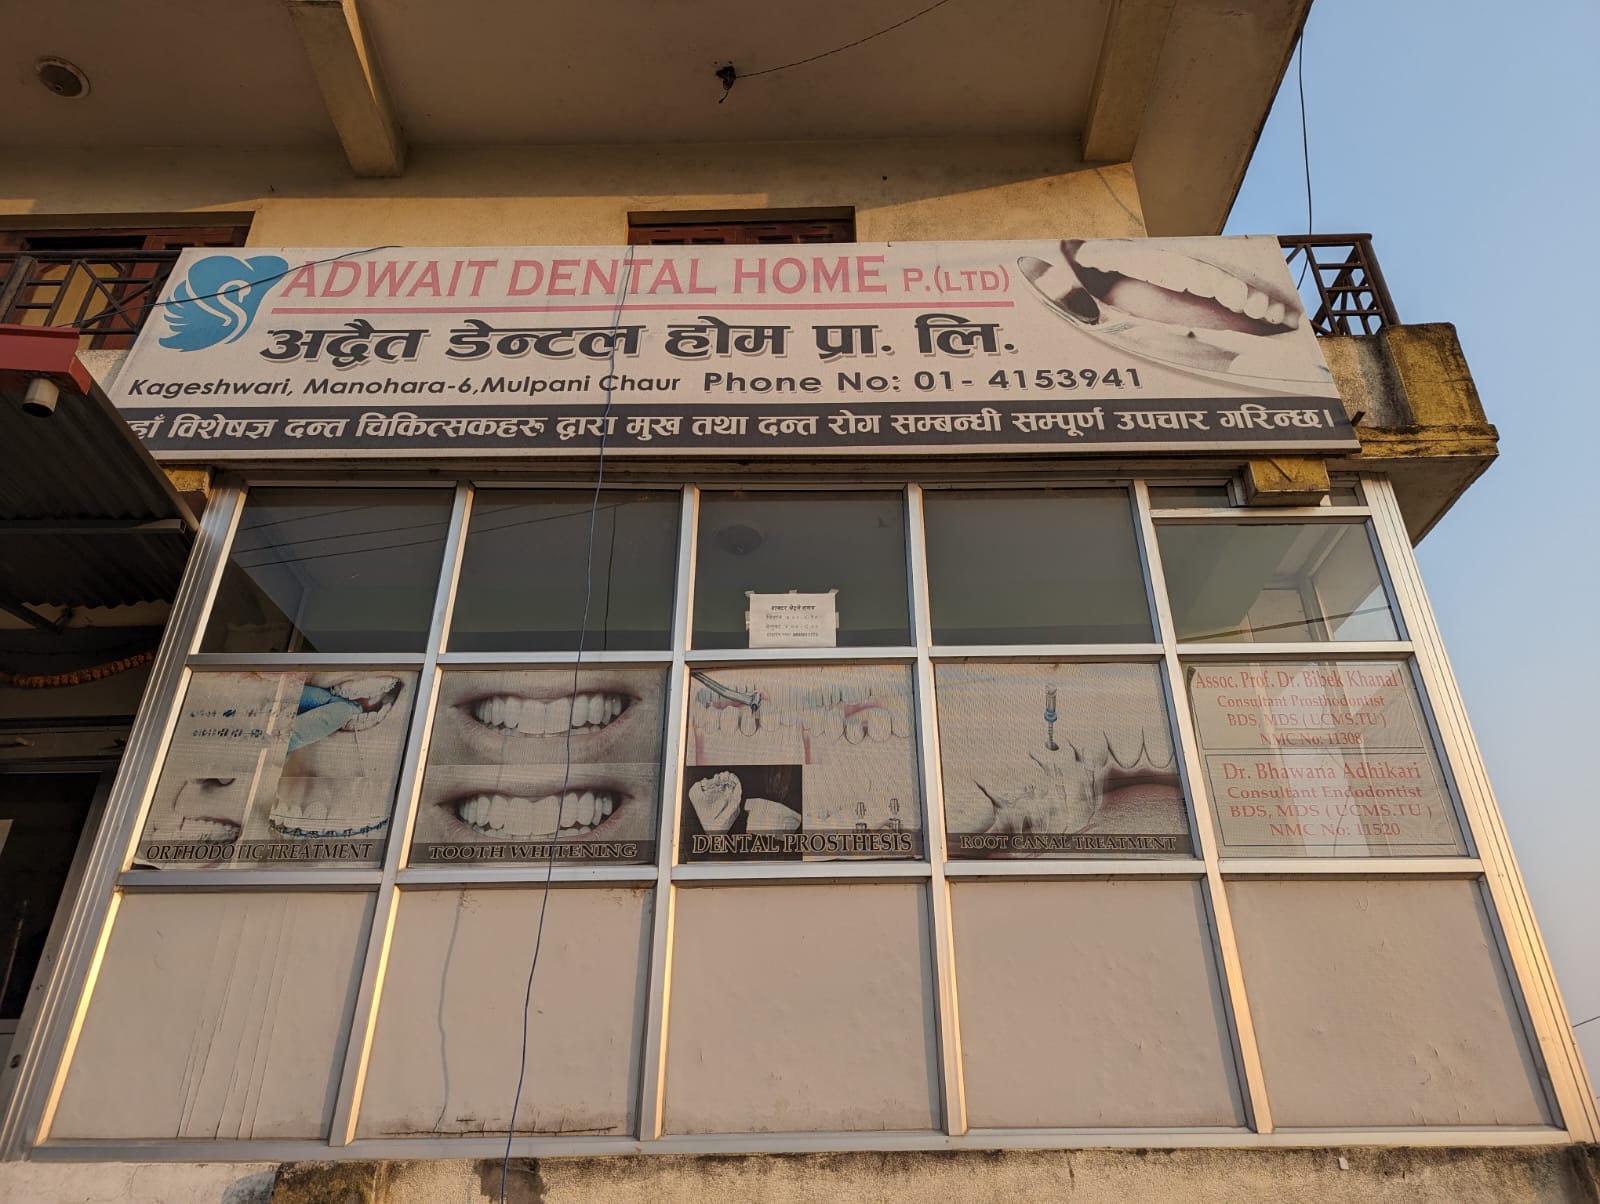 ADWAIT DENTAL HOME P.(LTD)
अद्वैत डेन्टल होम प्रा. लि.
Kageshwari, Manohara-6,Mulpani Chaur Phone No: 01- 4153941
विशेषज्ञ दन्त चिकित्सकहरु द्वारा मुख तथा दन्त रोग सम्बन्धी सम्पूर्ण उपचार गरिन्छ।
ORTHODOTIC TREATMENT
TOOTH WHITENING
DENTAL PROSTHESIS
ROOT CANAL TREATMENT
Assoc. Prof. Dr. Bibek Khanal
Consultant Prosthodontist
BDS, MDS ( UCMS.TU )
NMC No: 11308
Dr. Bhawana Adhikari
Consultant Endodontist
BDS, MDS ( UCMS.TU )
NMC No: 11520